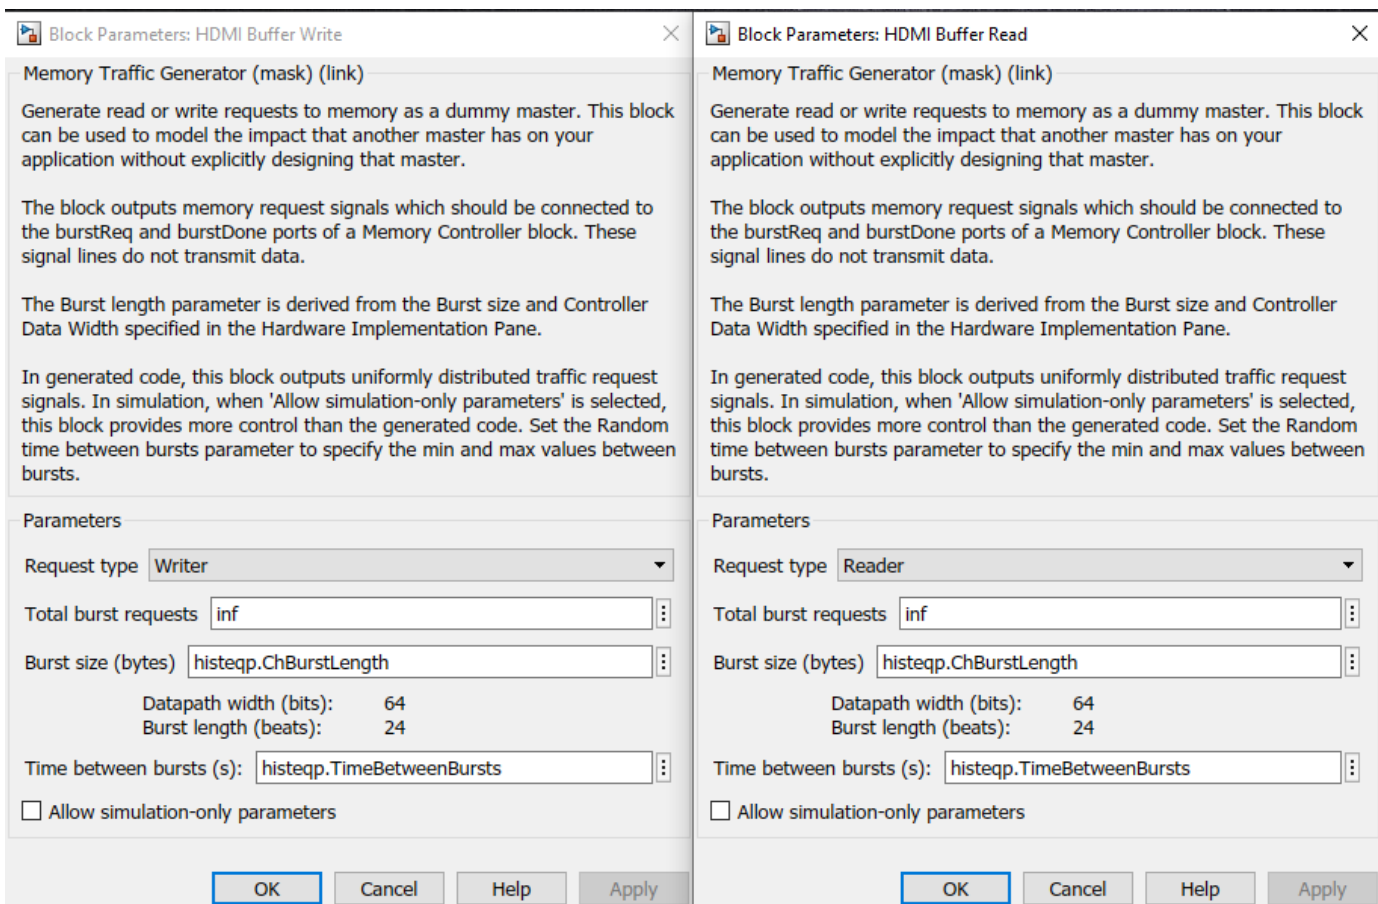 Block Parameters: HDMI Buffer Write
Memory Traffic Generator (mask) (link)
Generate read or write requests to memory as a dummy master. This block
can be used to model the impact that another master has on your
application without explicitly designing that master.
The block outputs memory request signals which should be connected to
the burstReq and burstDone ports of a Memory Controller block. These
signal lines do not transmit data.
The Burst length parameter is derived from the Burst size and Controller
Data Width specified in the Hardware Implementation Pane.
In generated code, this block outputs uniformly distributed traffic request
signals. In simulation, when 'Allow simulation-only parameters' is selected,
this block provides more control than the generated code. Set the Random
time between bursts parameter to specify the min and max values between
bursts.
Parameters
Request type Writer
Total burst requests inf
Burst size (bytes) histeqp.ChBurstLength
Datapath width (bits): 64
Burst length (beats): 24
Time between bursts (s): histeqp.TimeBetweenBursts
Allow simulation-only parameters
OK Cancel Help Apply
Block Parameters: HDMI Buffer Read
Memory Traffic Generator (mask) (link)
Generate read or write requests to memory as a dummy master. This block
can be used to model the impact that another master has on your
application without explicitly designing that master.
The block outputs memory request signals which should be connected to
the burstReq and burstDone ports of a Memory Controller block. These
signal lines do not transmit data.
The Burst length parameter is derived from the Burst size and Controller
Data Width specified in the Hardware Implementation Pane.
In generated code, this block outputs uniformly distributed traffic request
signals. In simulation, when 'Allow simulation-only parameters' is selected,
this block provides more control than the generated code. Set the Random
time between bursts parameter to specify the min and max values between
bursts.
Parameters
Request type Reader
Total burst requests inf
Burst size (bytes) histeqp.ChBurstLength
Datapath width (bits): 64
Burst length (beats): 24
Time between bursts (s): histeqp.TimeBetweenBursts
Allow simulation-only parameters
OK Cancel Help Apply